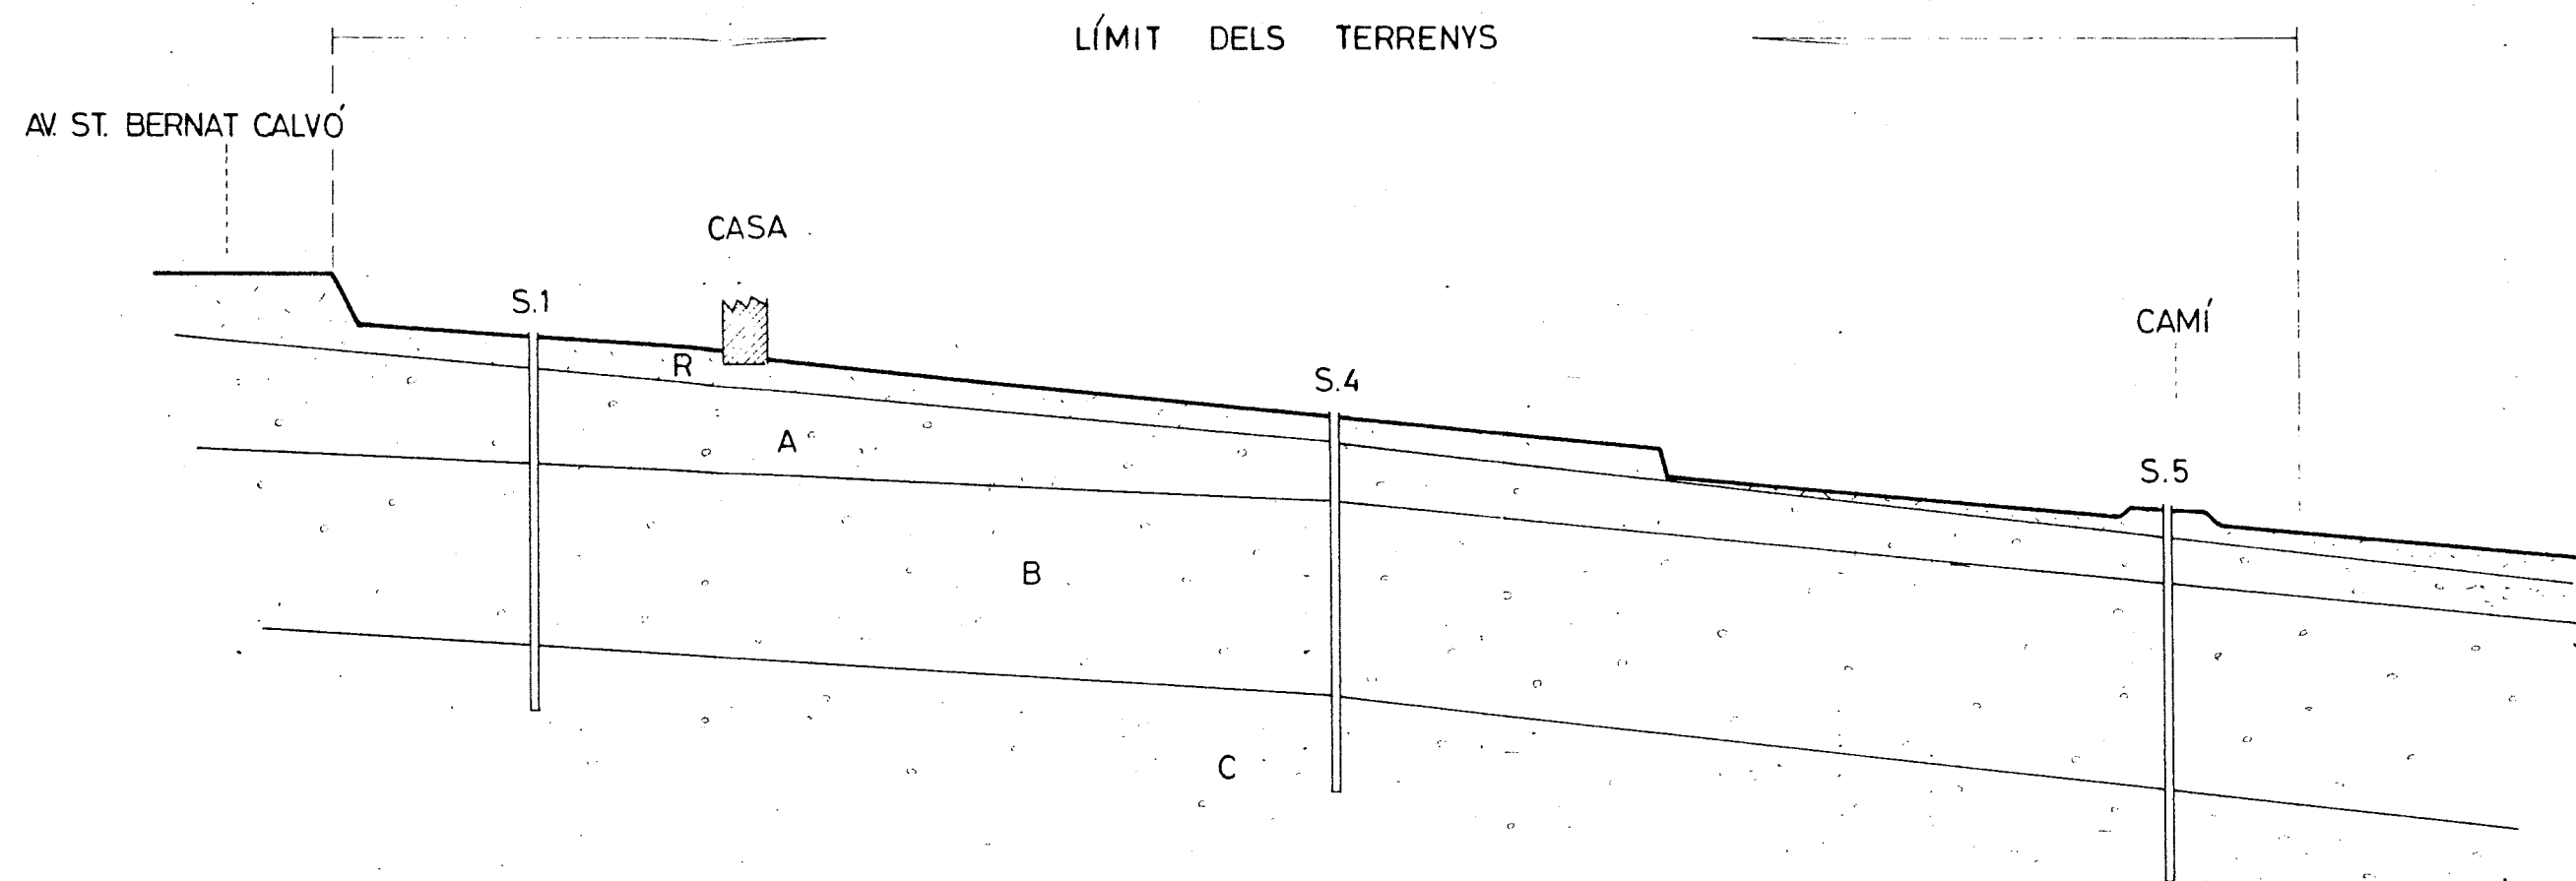 LÍMIT DELS TERRENYS
AV. ST. BERNAT CALVÓ
CASA
S.1
CAMÍ
R
S.4
A
S.5
B
C